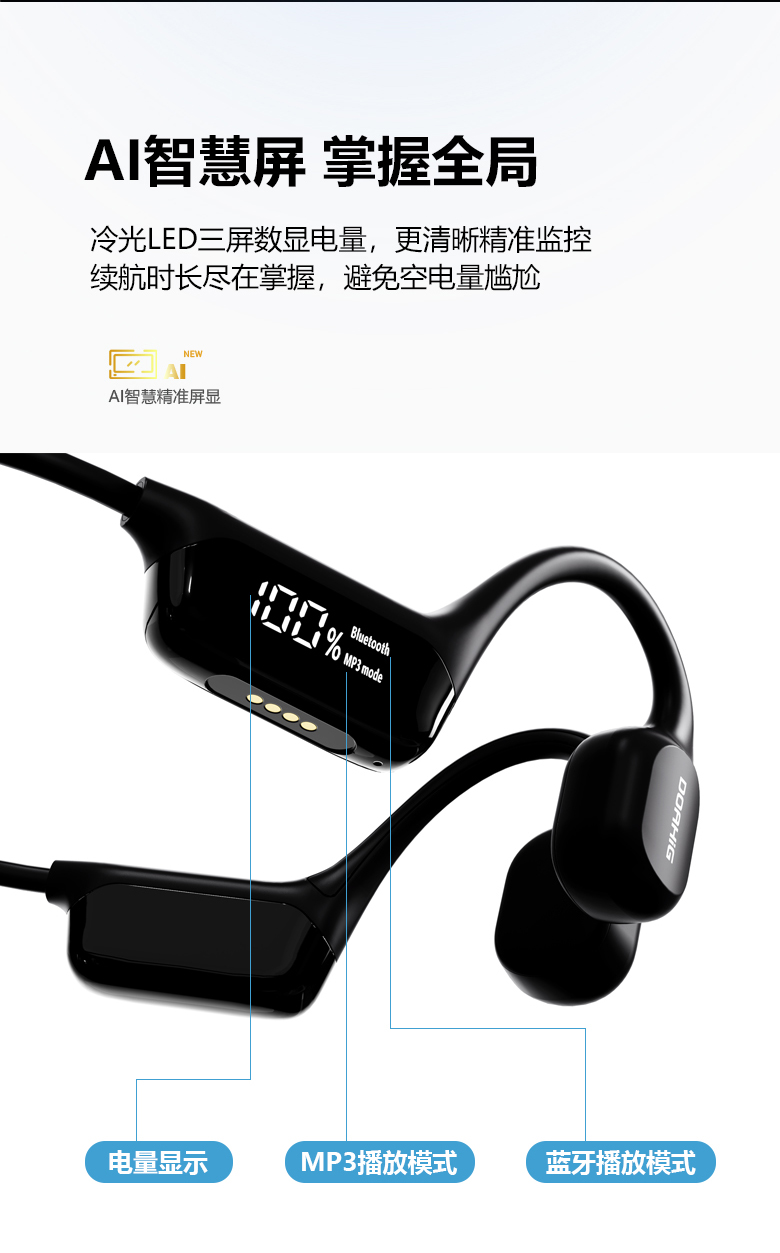 AI智慧屏 掌握全局
冷光LED三屏数显电量，更清晰精准监控
续航时长尽在掌握，避免空电量尴尬
NEW
AI
AI智慧精准屏显
100%
Bluetooth
MP3 mode
DOAHiG
电量显示
MP3播放模式
蓝牙播放模式